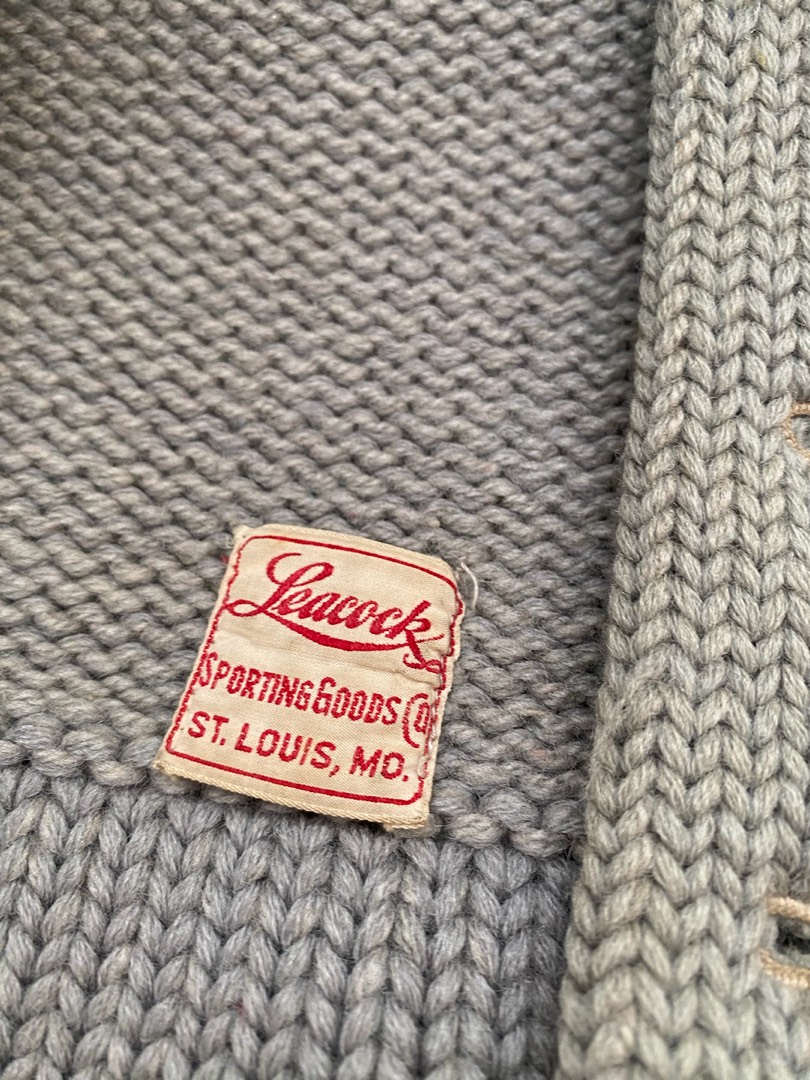 Leacock
SPORTING GOODS CO
ST. LOUIS, MO.